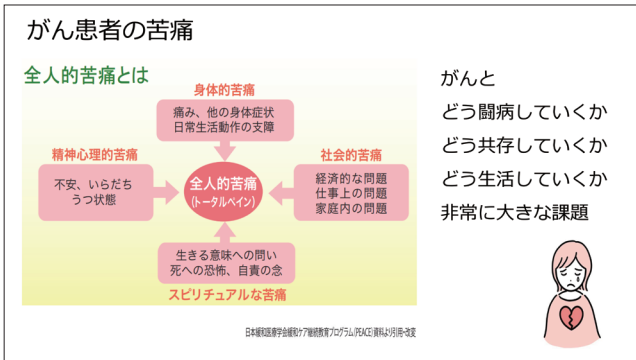 がん患者の苦痛
全人的苦痛とは
身体的苦痛
痛み、他の身体症状
日常生活動作の支障
精神心理的苦痛
不安、いらだち
うつ状態
全人的苦痛
(トータルペイン)
社会的苦痛
経済的な問題
仕事上の問題
家庭内の問題
生きる意味への問い
死への恐怖、自責の念
スピリチュアルな苦痛
日本緩和医療学会緩和ケア継続教育プログラム(PEACE)資料より引用・改変
がんと
どう闘病していくか
どう共存していくか
どう生活していくか
非常に大きな課題